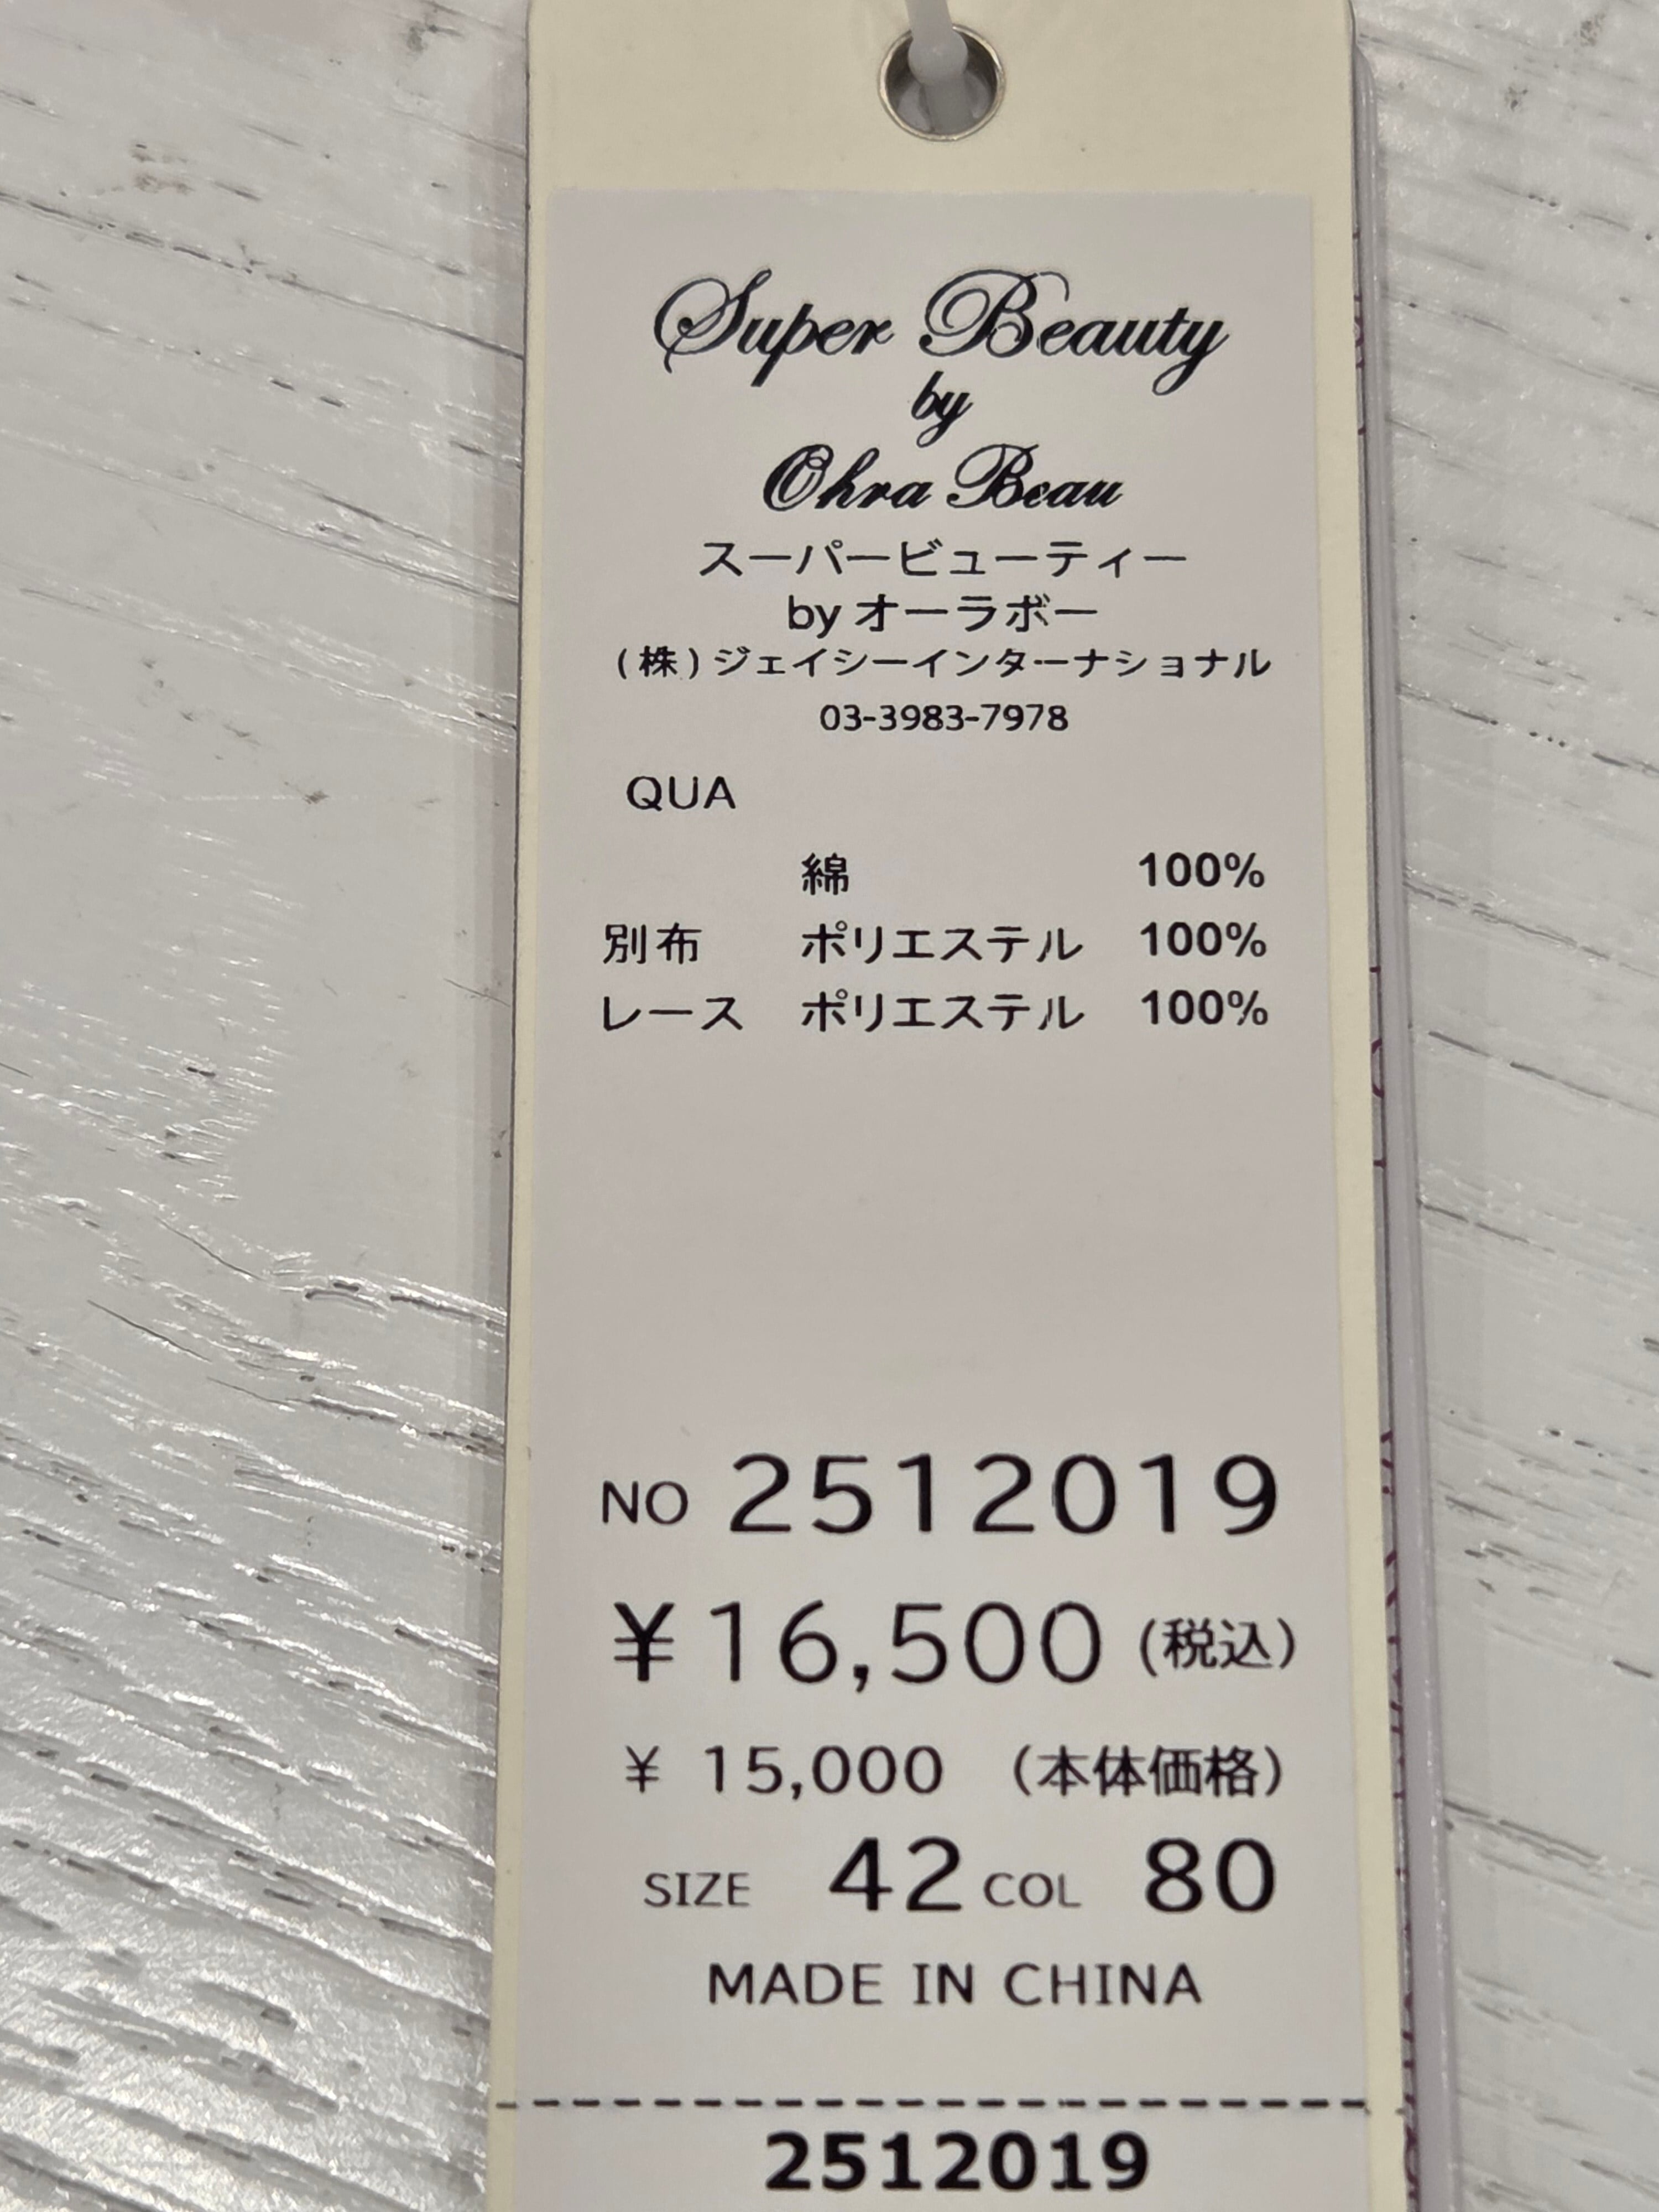 Super Beauty
by
Ohra Beau
スーパービューティー
by オーラボー
(株)ジェイシーインターナショナル
03-3983-7978
QUA
綿 100%
別布 ポリエステル 100%
レース ポリエステル 100%
NO 2512019
¥16,500 (税込)
¥ 15,000 (本体価格)
SIZE 42 COL 80
MADE IN CHINA
2512019